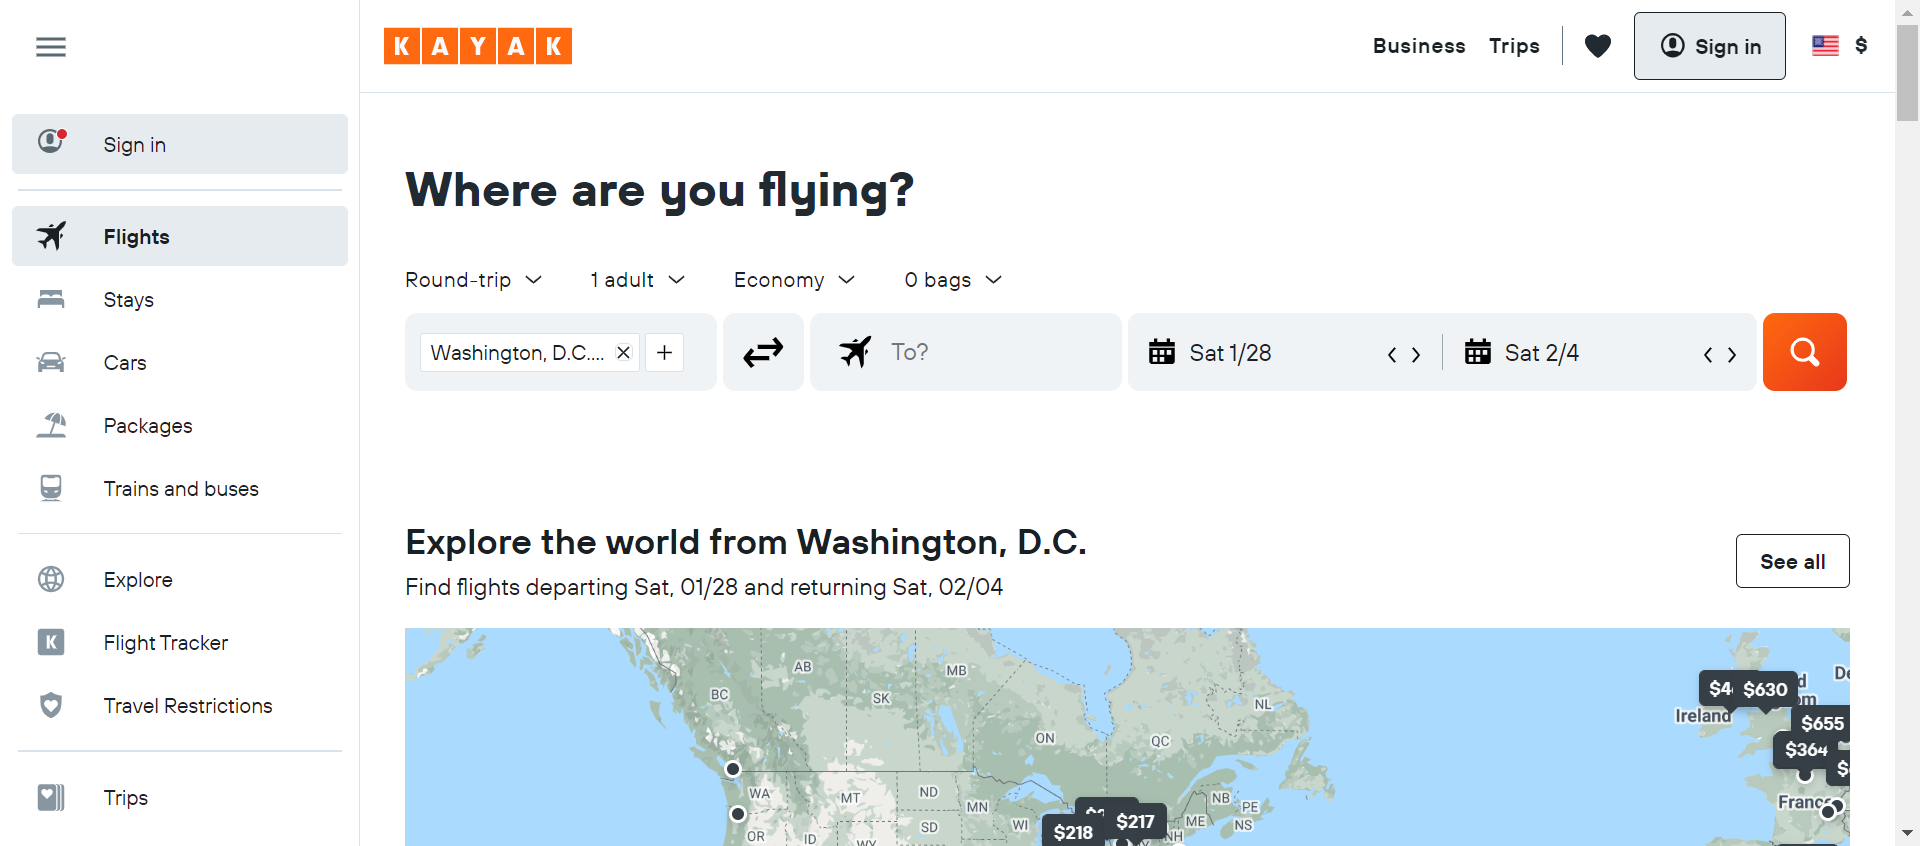 KAYAK
Business
Trips
Sign in
$
Sign in
Flights
Stays
Cars
Packages
Trains and buses
Explore
K
Flight Tracker
Travel Restrictions
Trips
Where are you flying?
Round-trip
1 adult
Economy
0 bags
Washington, D.C....
To?
Sat 1/28
Sat 2/4
Explore the world from Washington, D.C.
Find flights departing Sat, 01/28 and returning Sat, 02/04
See all
AB
MB
BC
SK
NL
$630
Ireland
$655
ON
QC
$364
WA
MT
ND
MN
NB
PE
France
$218
$217
ME
NS
OR
ID
SD
WI
NH
WY